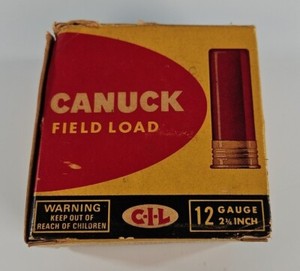 CANUCK
FIELD LOAD
WARNING
KEEP OUT OF
REACH OF CHILDREN
C-I-L
12 GAUGE
2¾ INCH